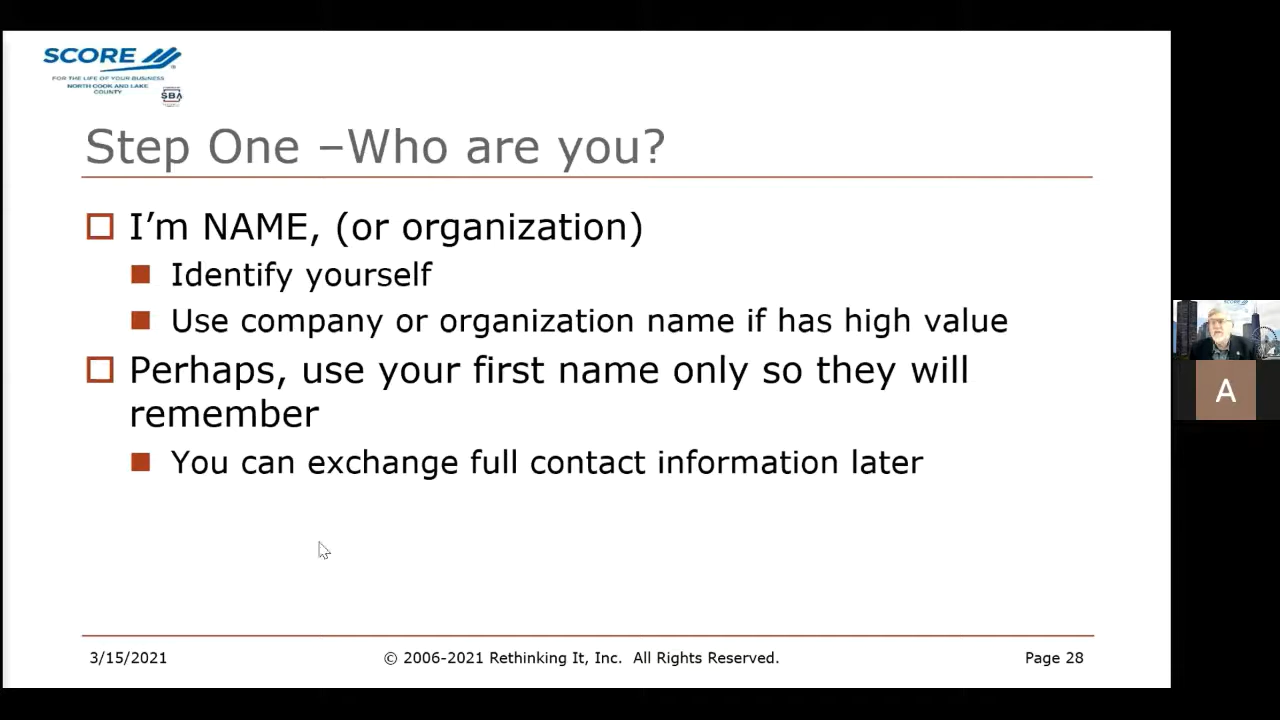 SCORE
FOR THE LIFE OF YOUR BUSINESS
NORTH COOK AND LAKE
COUNTY
SBA
Step One –Who are you?
I’m NAME, (or organization)
Identify yourself
Use company or organization name if has high value
Perhaps, use your first name only so they will
remember
You can exchange full contact information later
A
3/15/2021
© 2006-2021 Rethinking It, Inc. All Rights Reserved.
Page 28